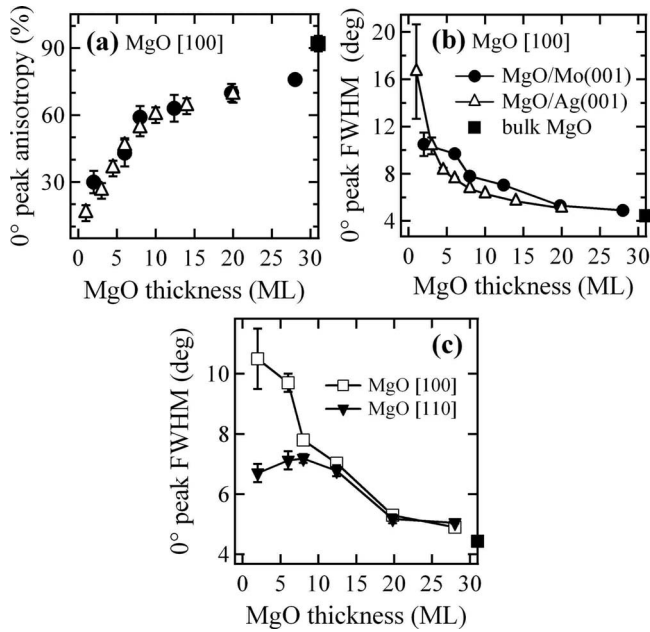 (a) MgO [100]
0° peak anisotropy (%)
90
60
30
0 5 10 15 20 25 30
MgO thickness (ML)
(b) MgO [100]
0° peak FWHM (deg)
20
16
12
8
4
MgO/Mo(001)
MgO/Ag(001)
bulk MgO
0 5 10 15 20 25 30
MgO thickness (ML)
(c)
0° peak FWHM (deg)
10
8
6
4
MgO [100]
MgO [110]
0 5 10 15 20 25 30
MgO thickness (ML)